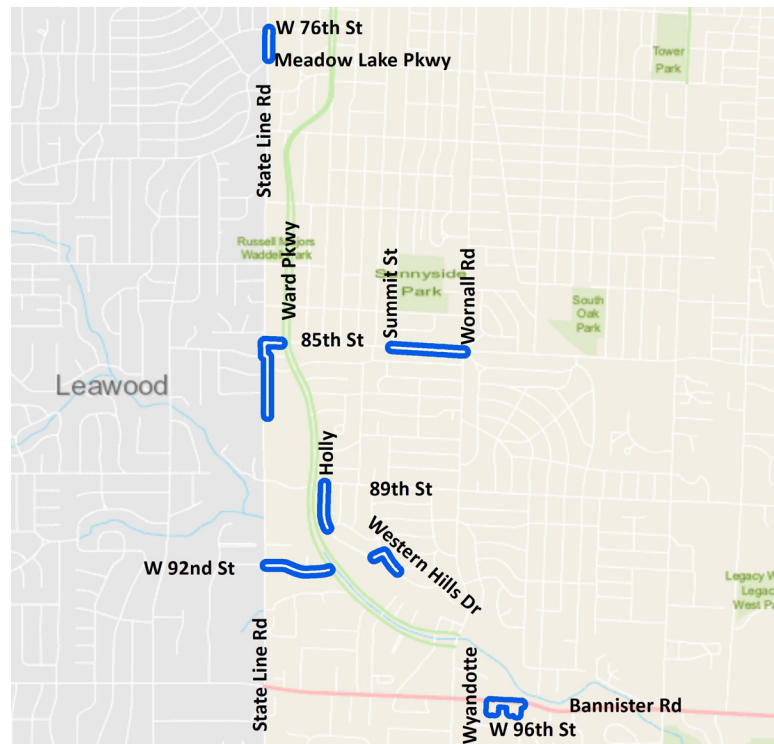 W 76th St
Meadow Lake Pkwy
Tower
Park
State Line Rd
Ward Pkwy
Russell Majors
Waddell Park
Summit St
Sunnyside
Park
Wornall Rd
South
Oak
Park
85th St
Leawood
Holly
89th St
Western Hills Dr
W 92nd St
Legacy W
Legac
West Pa
State Line Rd
Wyandotte
Bannister Rd
W 96th St